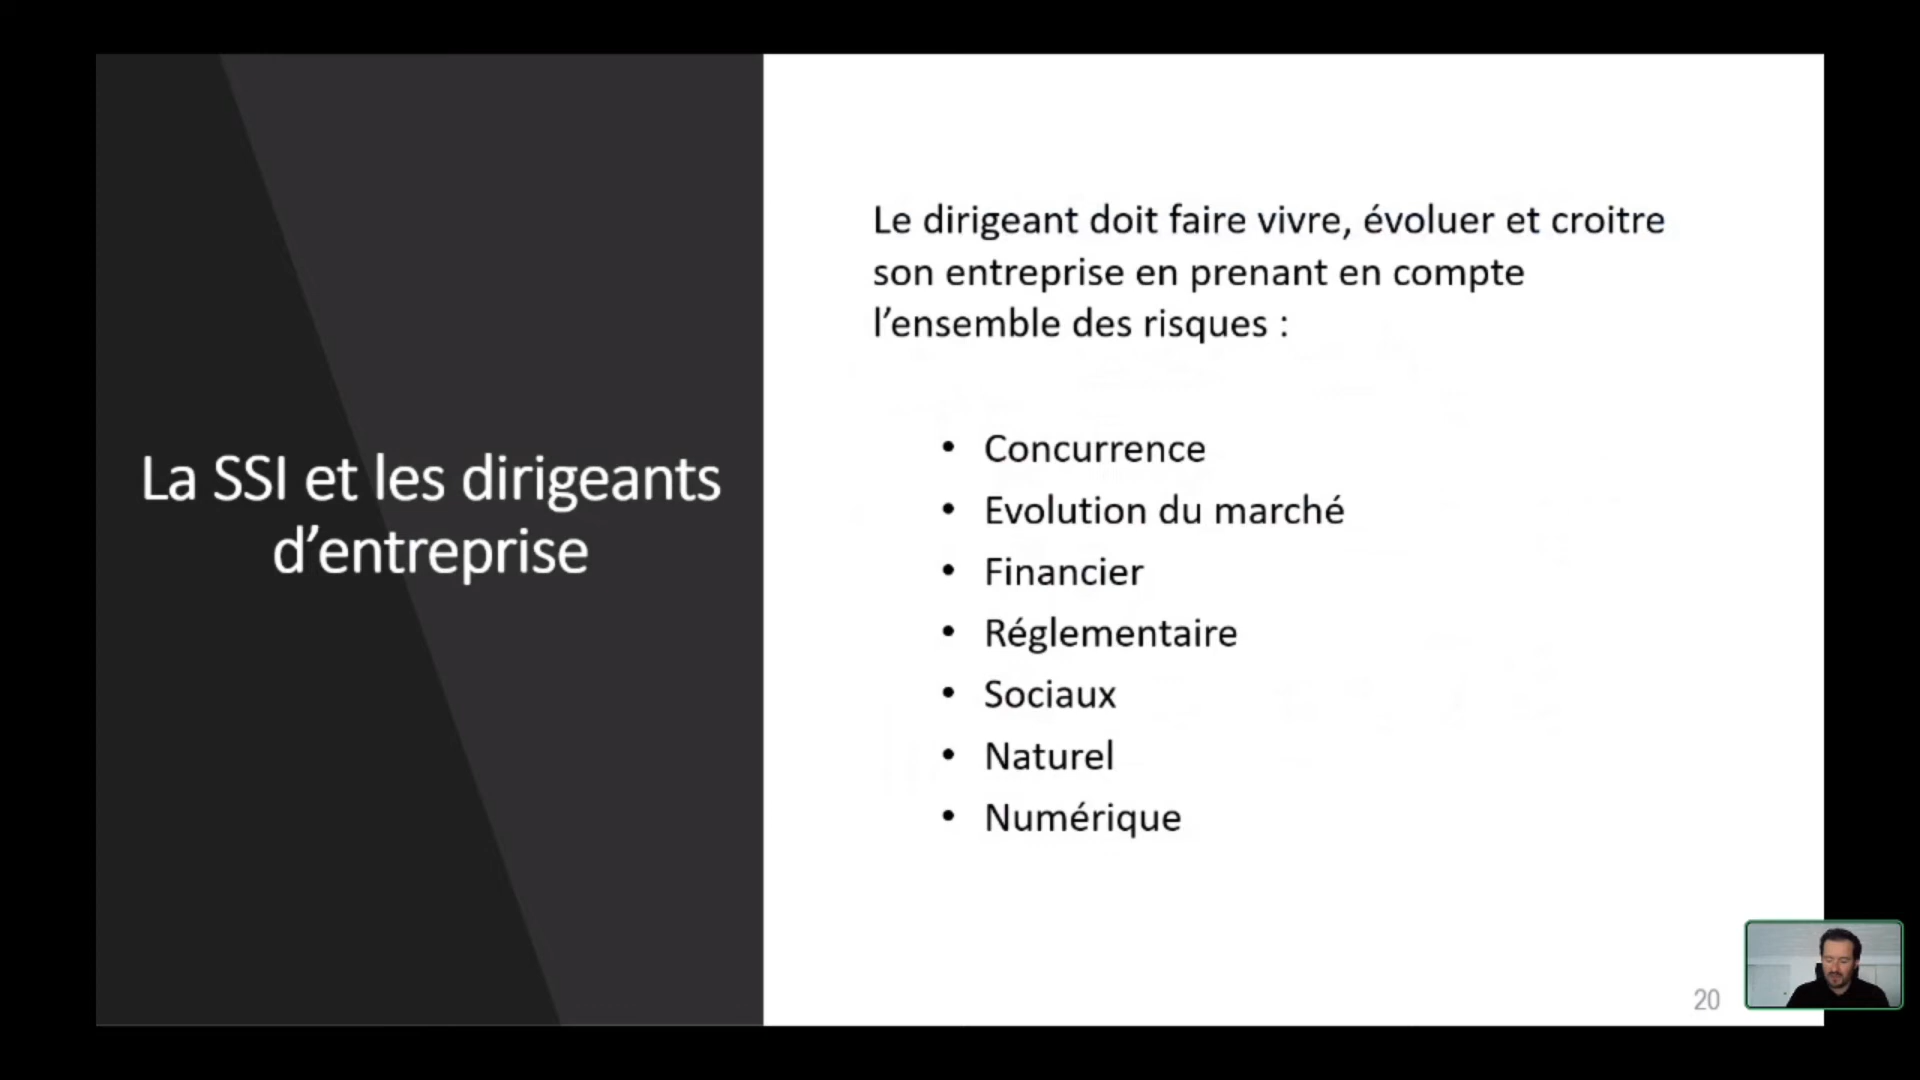 La SSI et les dirigeants
d’entreprise
Le dirigeant doit faire vivre, évoluer et croitre
son entreprise en prenant en compte
l’ensemble des risques :
• Concurrence
• Evolution du marché
• Financier
• Réglementaire
• Sociaux
• Naturel
• Numérique
20